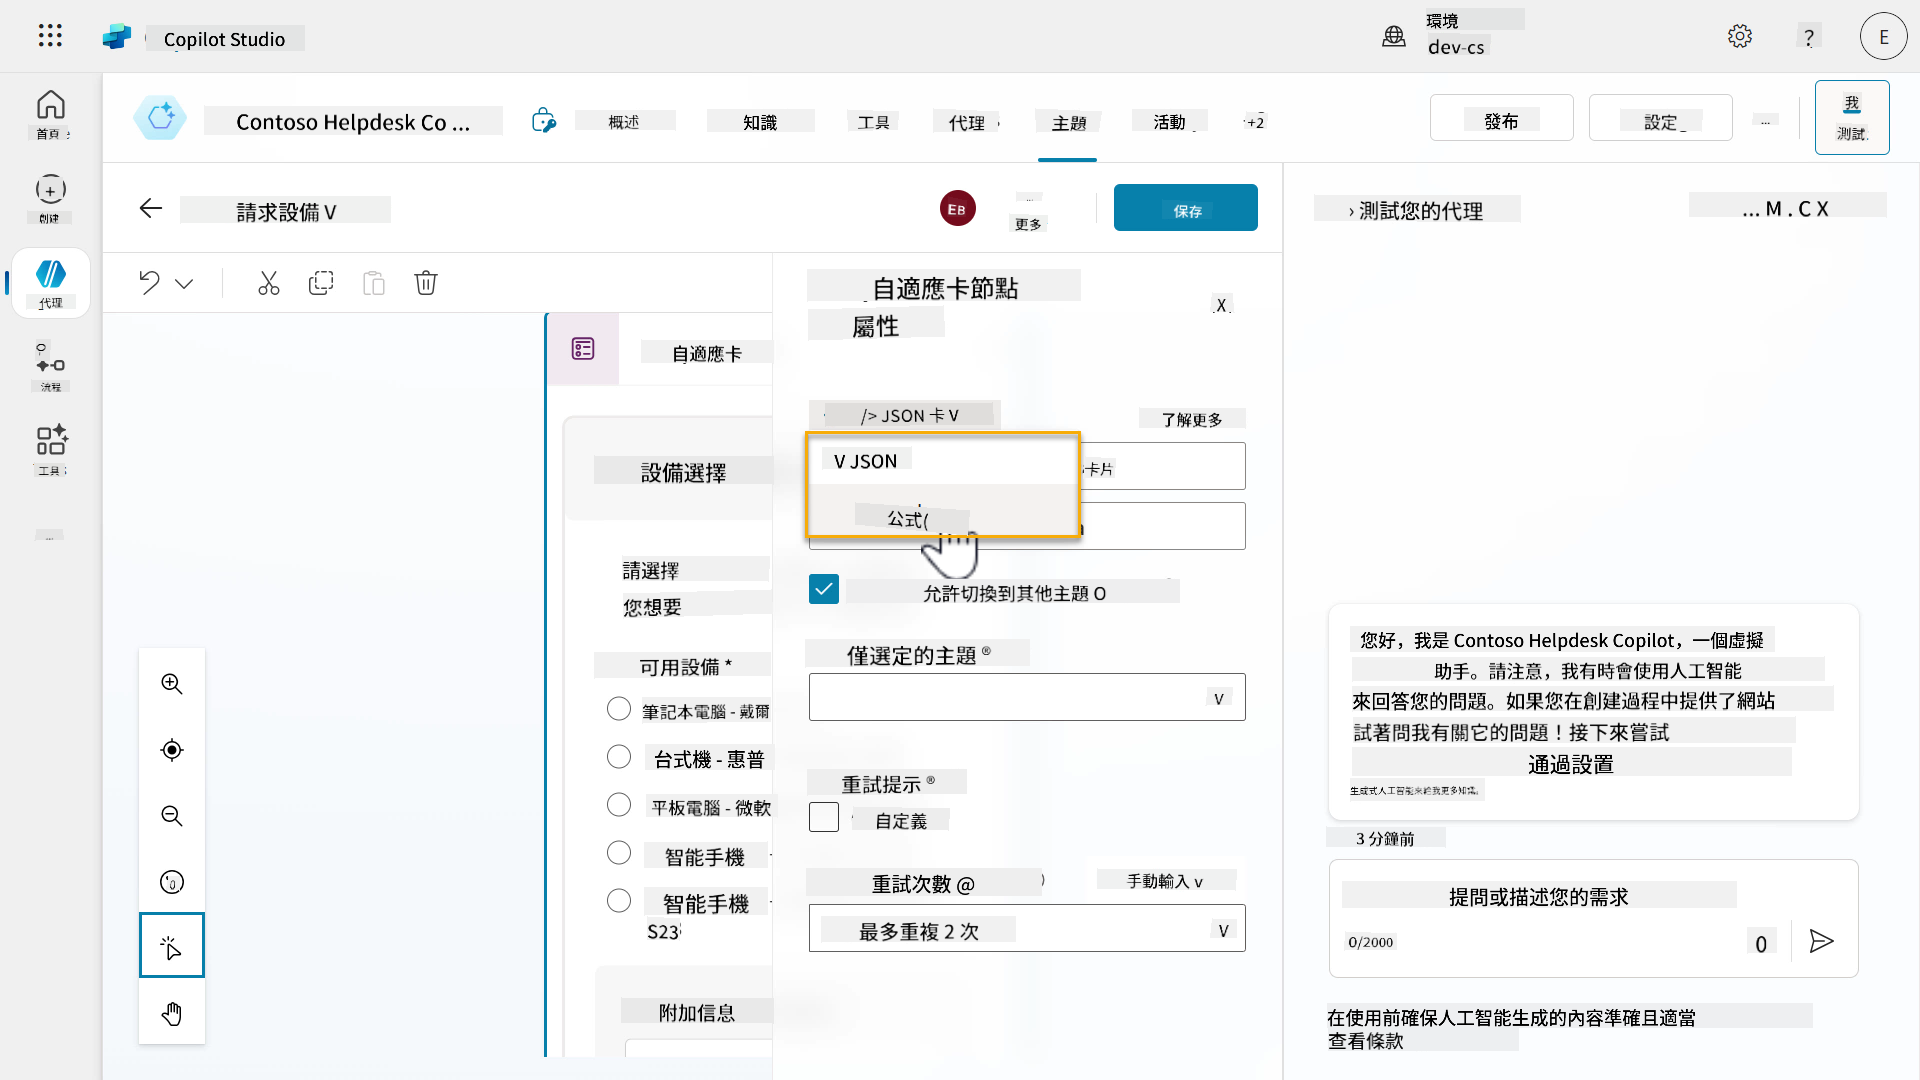 Copilot Studio
環境
dev-cs
?
E
首頁
創建
代理
流程
工具
...
Contoso Helpdesk Co ...
概述
知識
工具
代理
主題
活動
+2
發布
設定
...
我
測試
請求設備 V
EB
...
更多
保存
› 測試您的代理
... M . C X
自適應卡
設備選擇
請選擇
您想要
可用設備 *
筆記本電腦 - 戴爾
台式機 - 惠普
平板電腦 - 微軟
智能手機
智能手機
S23
附加信息
自適應卡節點
屬性
X
/> JSON 卡 V
了解更多
V JSON
卡片
公式(
允許切換到其他主題 O
僅選定的主題 ®
V
重試提示 ®
自定義
重試次數 @
手動輸入 v
最多重複 2 次
V
您好，我是 Contoso Helpdesk Copilot，一個虛擬
助手。請注意，我有時會使用人工智能
來回答您的問題。如果您在創建過程中提供了網站
試著問我有關它的問題！接下來嘗試
通過設置
生成式人工智能來給我更多知識。
3 分鐘前
提問或描述您的需求
0/2000
0
在使用前確保人工智能生成的內容準確且適當
查看條款